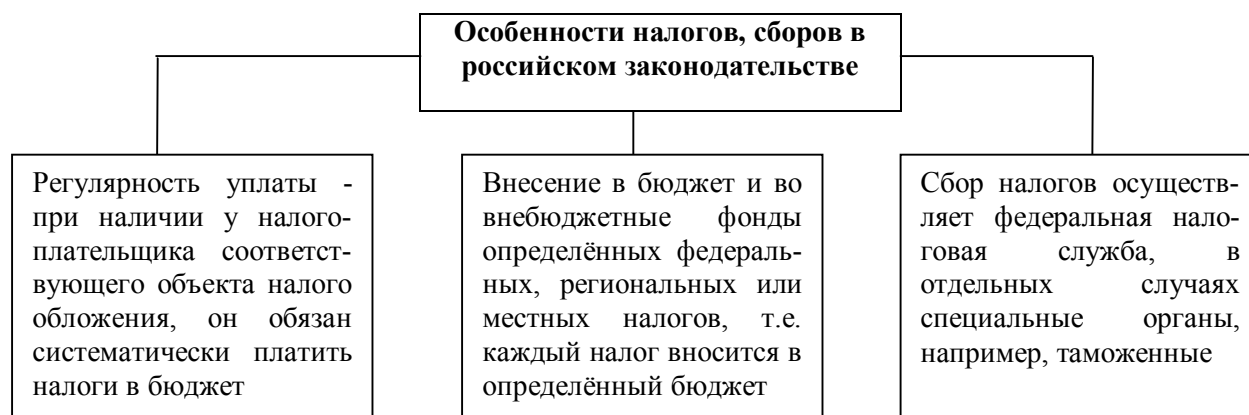 Особенности налогов, сборов в
российском законодательстве
Регулярность уплаты -
при наличии у налого-
плательщика соответст-
вующего объекта налого
обложения, он обязан
систематически платить
налоги в бюджет
Внесение в бюджет и во
внебюджетные фонды
определённых федераль-
ных, региональных или
местных налогов, т.е.
каждый налог вносится в
определённый бюджет
Сбор налогов осуществ-
ляет федеральная нало-
говая служба, в
отдельных случаях
специальные органы,
например, таможенные